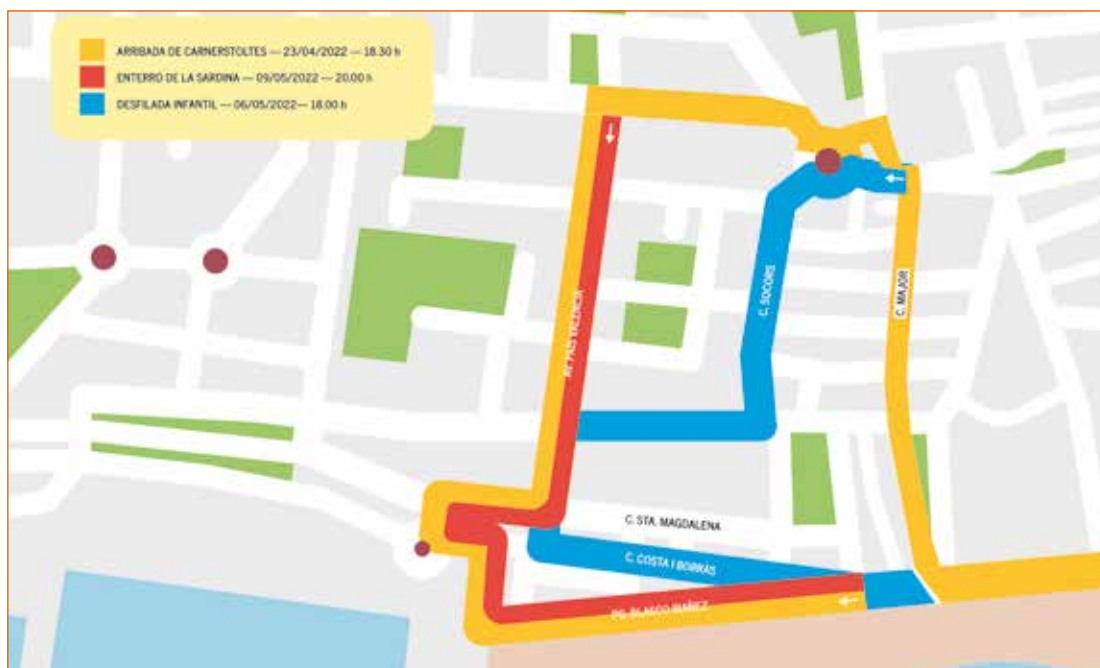 ARRIBADA DE CARNERSTOLTES — 23/04/2022 — 18.30 h
ENTERRO DE LA SARDINA — 09/05/2022 — 20.00 h
DESFILADA INFANTIL — 06/05/2022 — 18.00 h
AV. PAÍS VALENCIÀ
C. SOCORS
C. MAJOR
C. STA. MAGDALENA
C. COSTA I BORRÀS
PG. BLASCO IBÁÑEZ